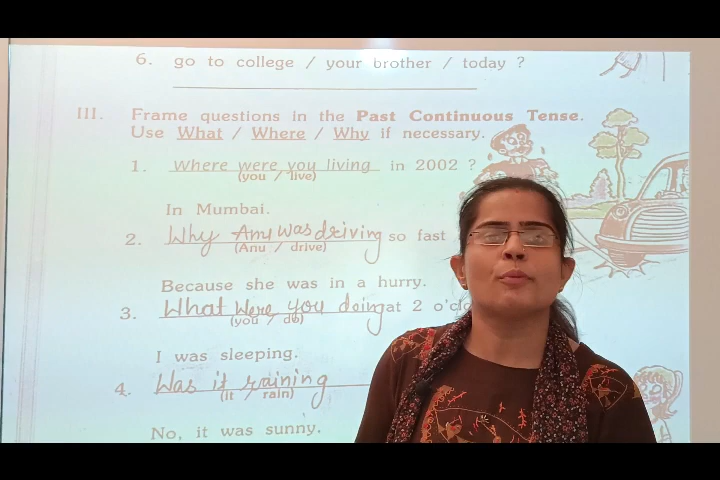 6. go to college / your brother / today ?
III. Frame questions in the Past Continuous Tense.
Use What / Where / Why if necessary.
1. Where were you living in 2002 ?
(you / live)
In Mumbai.
2. Why Anu was driving so fast
(Anu / drive)
Because she was in a hurry.
3. What Were you doing at 2 o'clo
(you / do)
I was sleeping.
4. Was it raining
(it rain)
No, it was sunny.